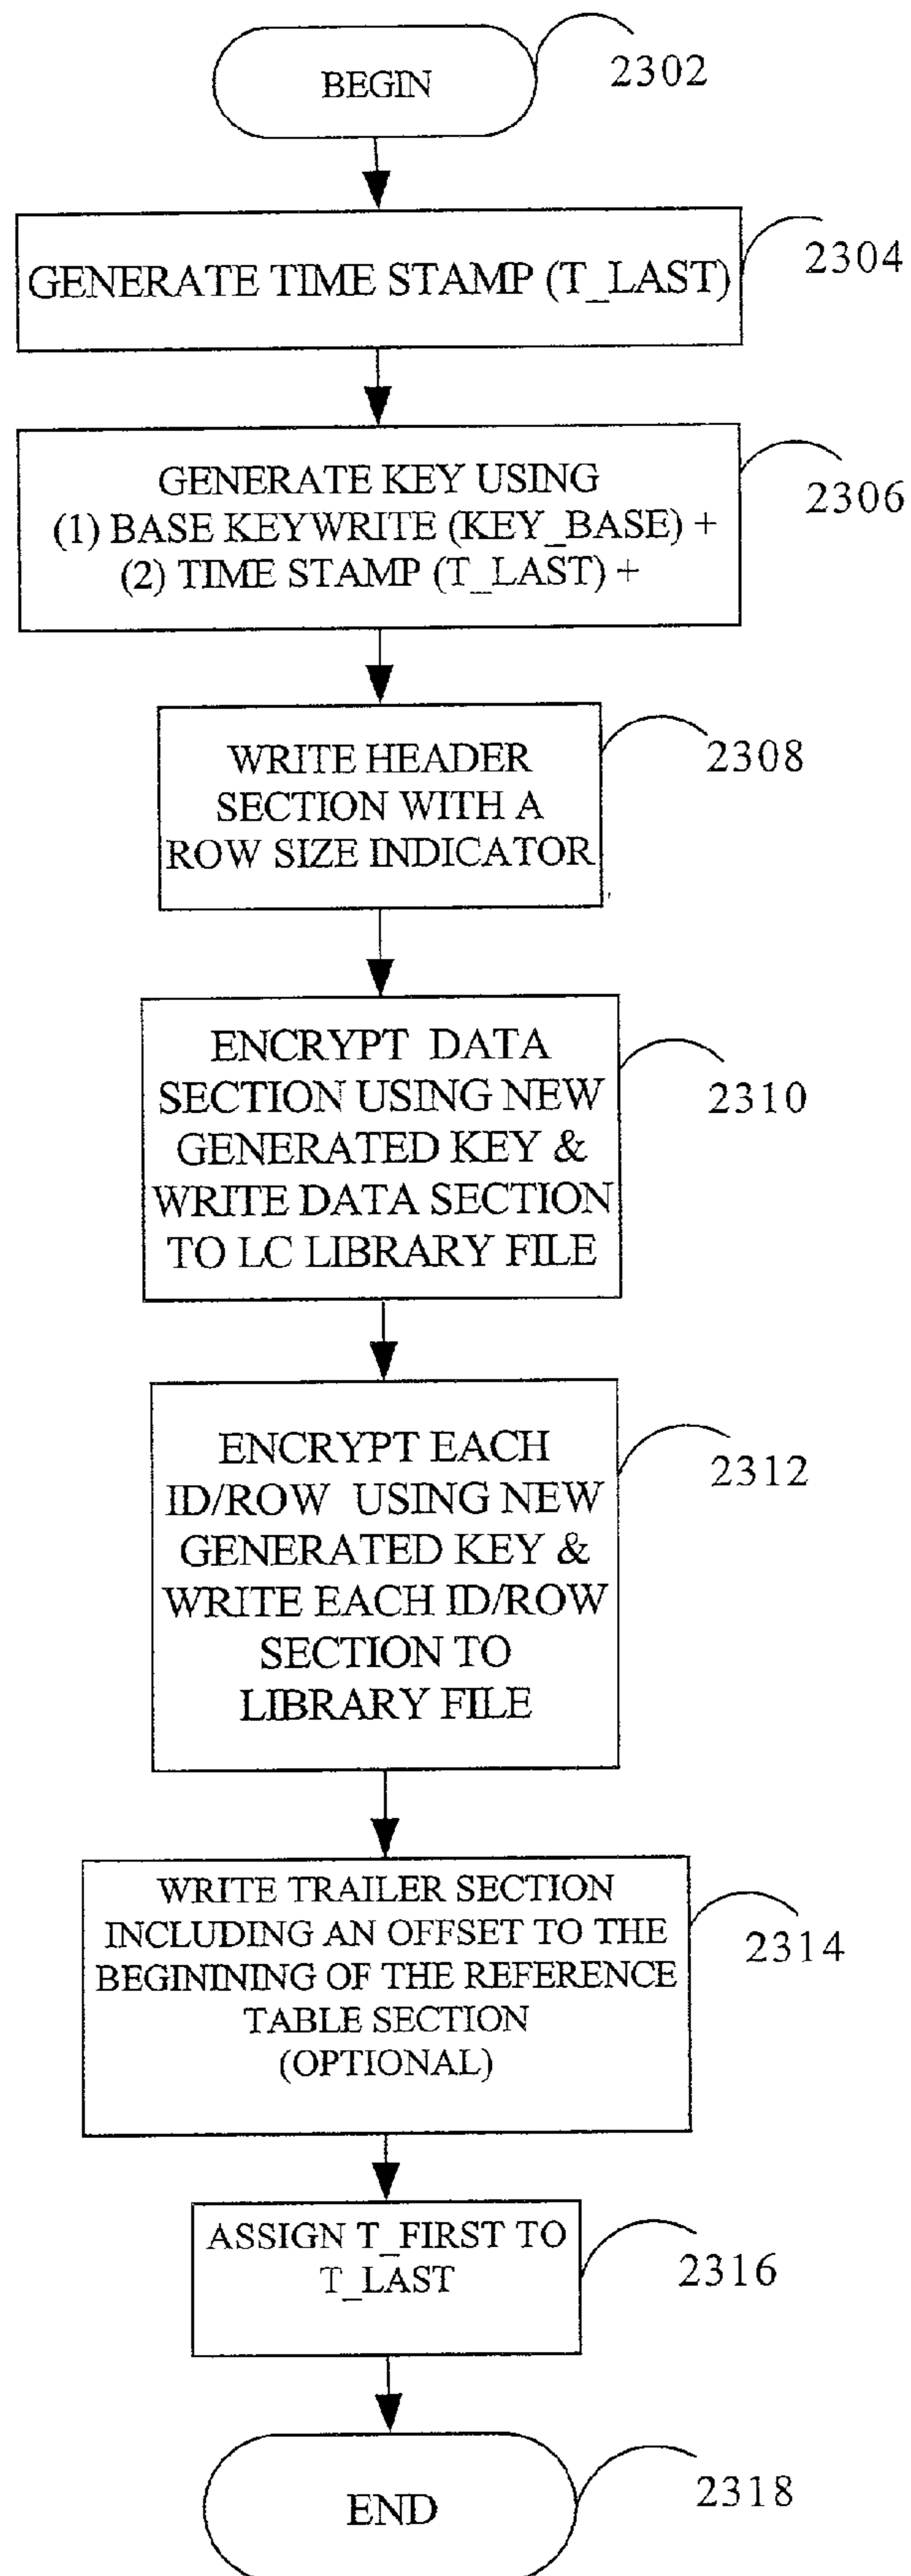 BEGIN
2302
GENERATE TIME STAMP (T_LAST)
2304
GENERATE KEY USING
(1) BASE KEYWRITE (KEY_BASE) +
(2) TIME STAMP (T_LAST) +
2306
WRITE HEADER
SECTION WITH A
ROW SIZE INDICATOR
2308
ENCRYPT DATA
SECTION USING NEW
GENERATED KEY &
WRITE DATA SECTION
TO LC LIBRARY FILE
2310
ENCRYPT EACH
ID/ROW USING NEW
GENERATED KEY &
WRITE EACH ID/ROW
SECTION TO
LIBRARY FILE
2312
WRITE TRAILER SECTION
INCLUDING AN OFFSET TO THE
BEGINING OF THE REFERENCE
TABLE SECTION
(OPTIONAL)
2314
ASSIGN T_FIRST TO
T_LAST
2316
END
2318